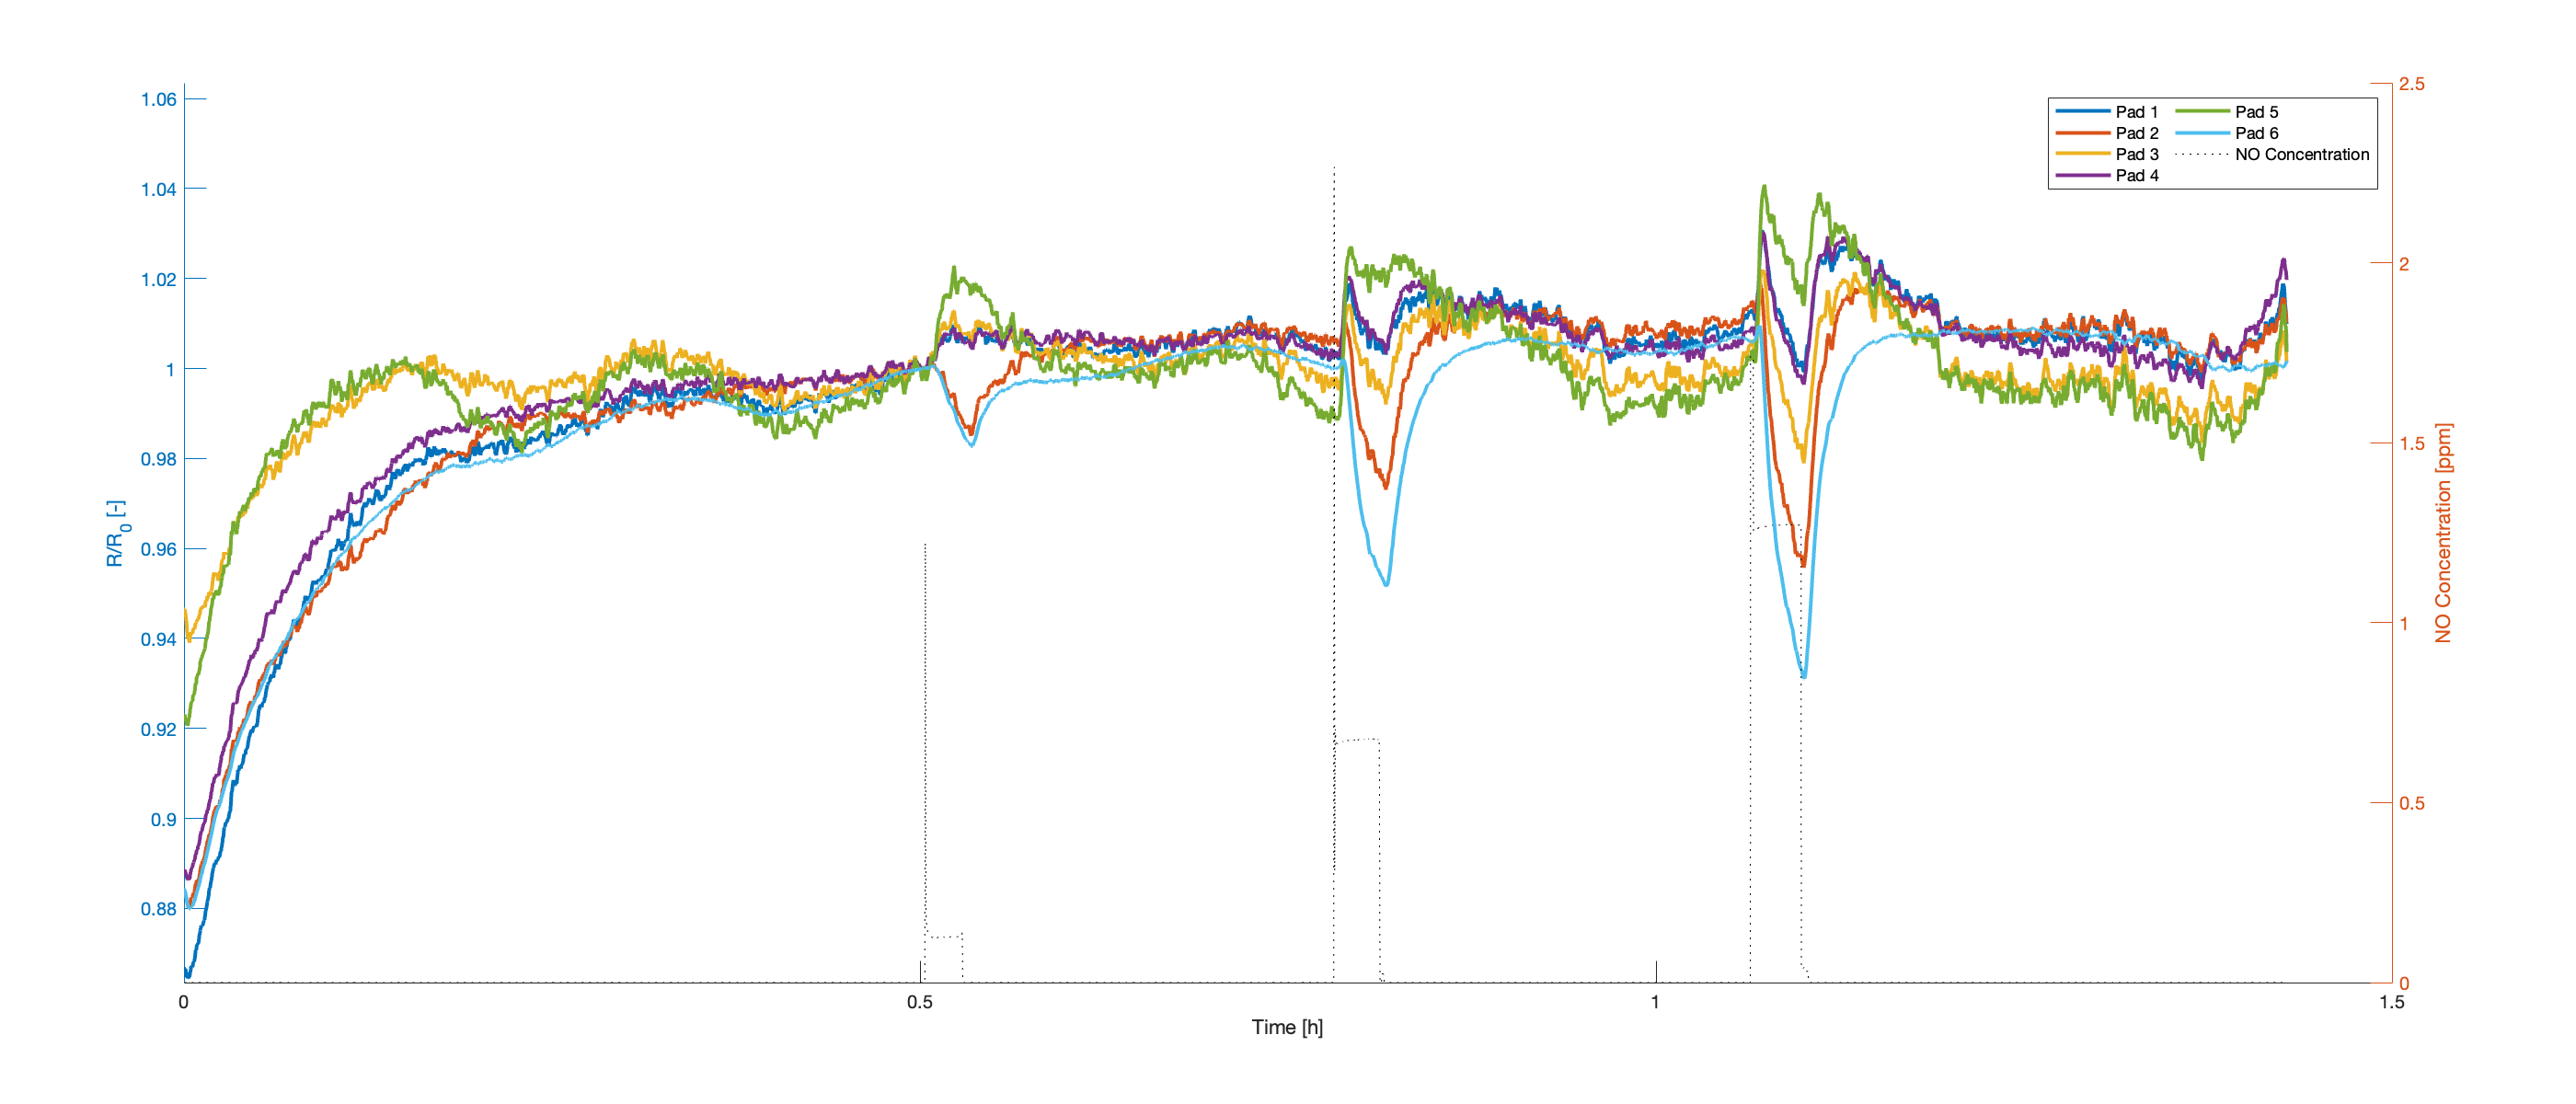 1.06
1.04
1.02
1
0.98
0.96
0.94
0.92
0.9
0.88
R/R0 [-]
0
0.5
1
1.5
Time [h]
2.5
2
1.5
1
0.5
0
NO Concentration [ppm]
Pad 1
Pad 2
Pad 3
Pad 4
Pad 5
Pad 6
NO Concentration